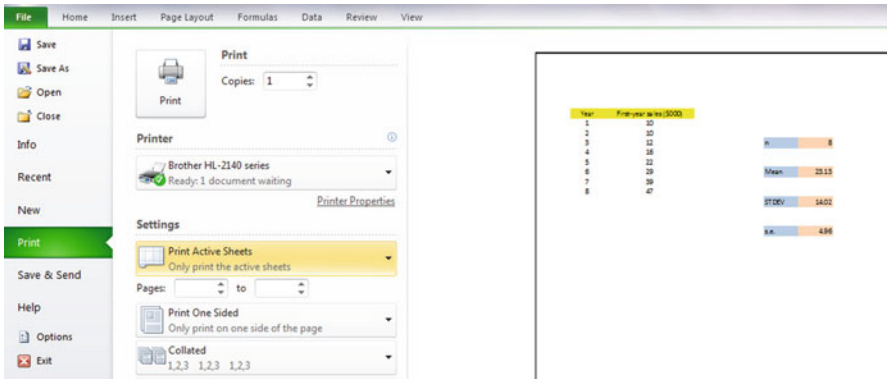 File Home Insert Page Layout Formulas Data Review View
Save
Save As
Open
Close
Info
Recent
New
Print
Save & Send
Help
Options
Exit
Print
Print
Copies: 1
Printer
Brother HL-2140 series
Ready: 1 document waiting
Printer Properties
Settings
Print Active Sheets
Only print the active sheets
Pages: to
Print One Sided
Only print on one side of the page
Collated
1,2,3 1,2,3 1,2,3
Year First-year sales ($000)
1 10
2 10
3 12
4 16
5 22
6 29
7 39
8 47
n 8
Mean 23.13
STDEV 14.02
s.e. 4.96